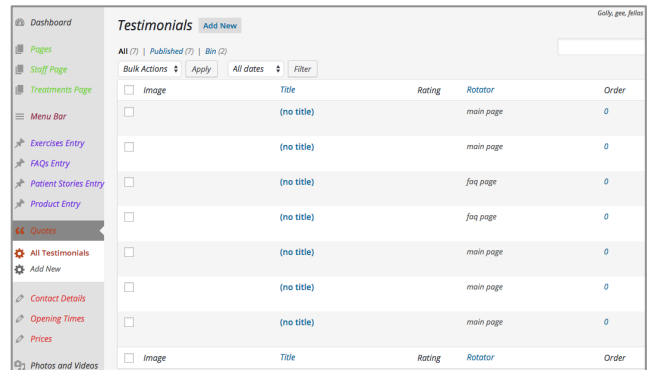 Golly, gee, fellas
Dashboard
Pages
Staff Page
Treatments Page
Menu Bar
Exercises Entry
FAQs Entry
Patient Stories Entry
Product Entry
Quotes
All Testimonials
Add New
Contact Details
Opening Times
Prices
Photos and Videos
Testimonials Add New
All (7) | Published (7) | Bin (2)
Bulk Actions Apply All dates Filter
Image Title Rating Rotator Order
(no title) main page 0
(no title) main page 0
(no title) faq page 0
(no title) faq page 0
(no title) main page 0
(no title) main page 0
(no title) main page 0
Image Title Rating Rotator Order